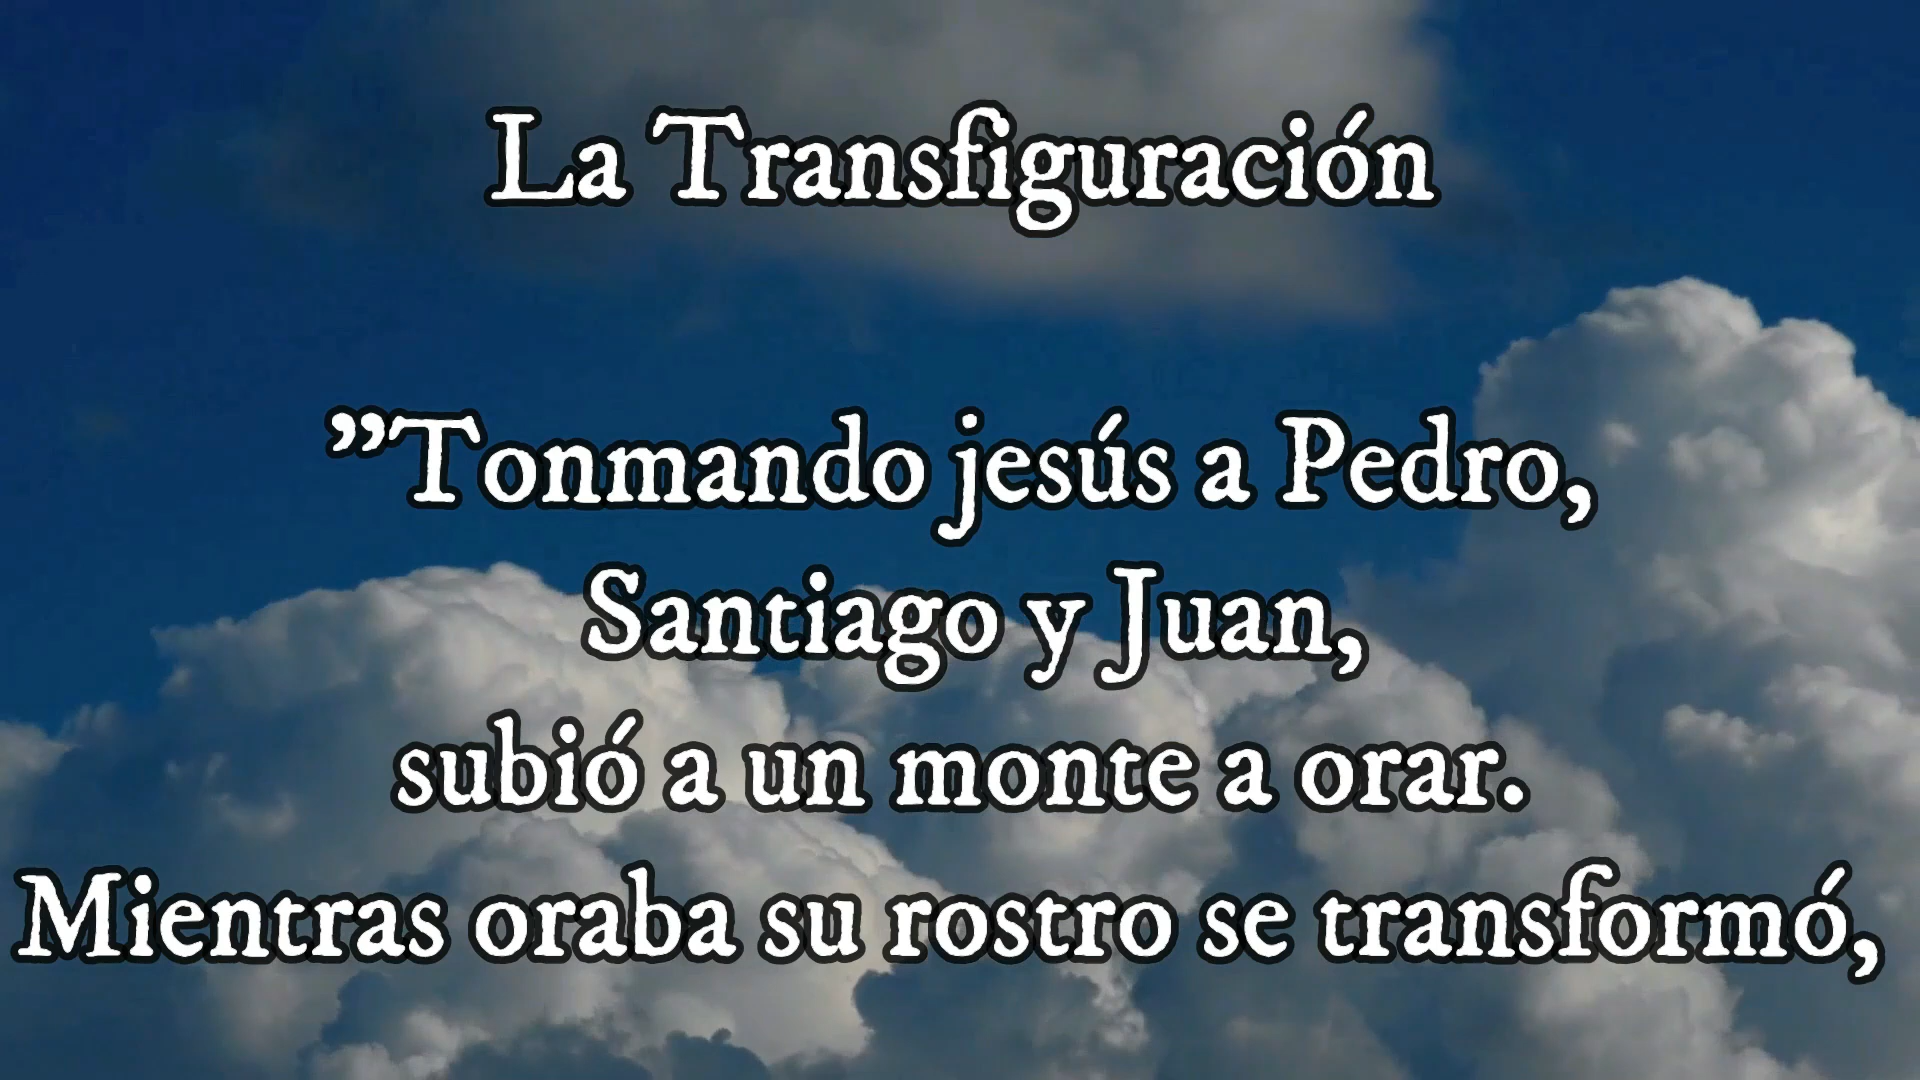 La Transfiguración
”Tonmando jesús a Pedro,
Santiago y Juan,
subió a un monte a orar.
Mientras oraba su rostro se transformó,